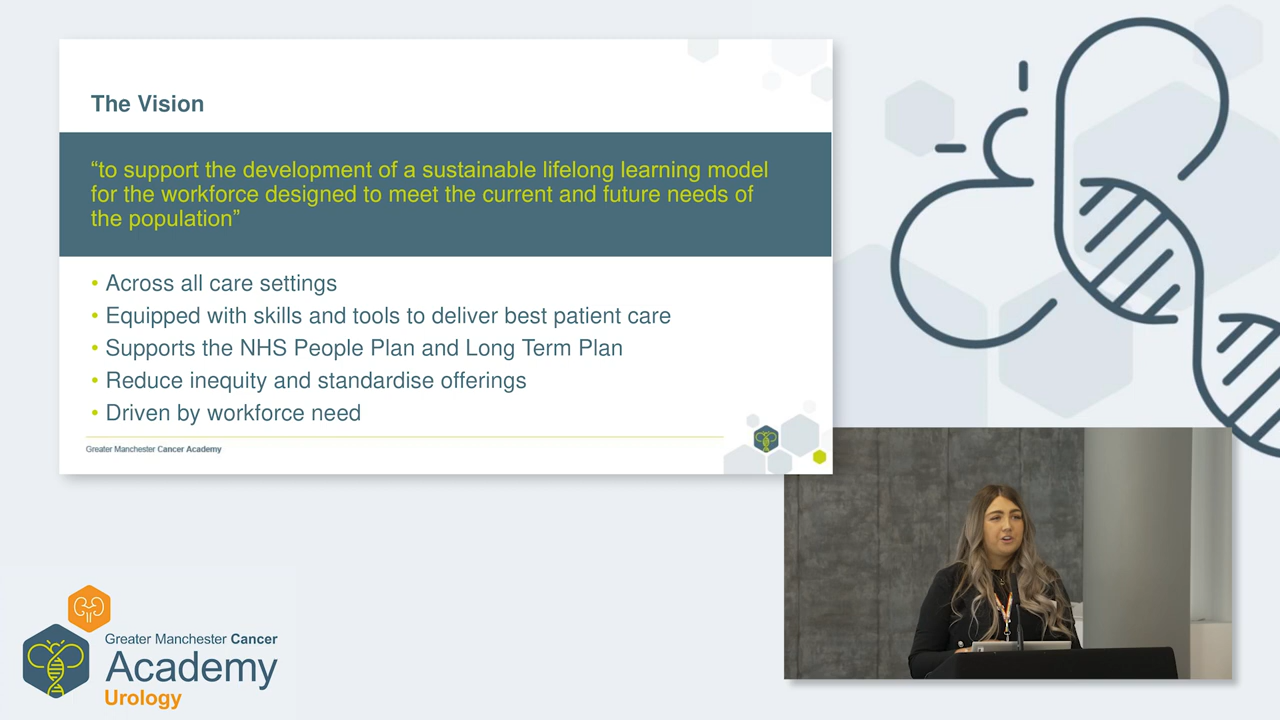 The Vision
“to support the development of a sustainable lifelong learning model
for the workforce designed to meet the current and future needs of
the population”
• Across all care settings
• Equipped with skills and tools to deliver best patient care
• Supports the NHS People Plan and Long Term Plan
• Reduce inequity and standardise offerings
• Driven by workforce need
Greater Manchester Cancer Academy
Greater Manchester Cancer
Academy
Urology